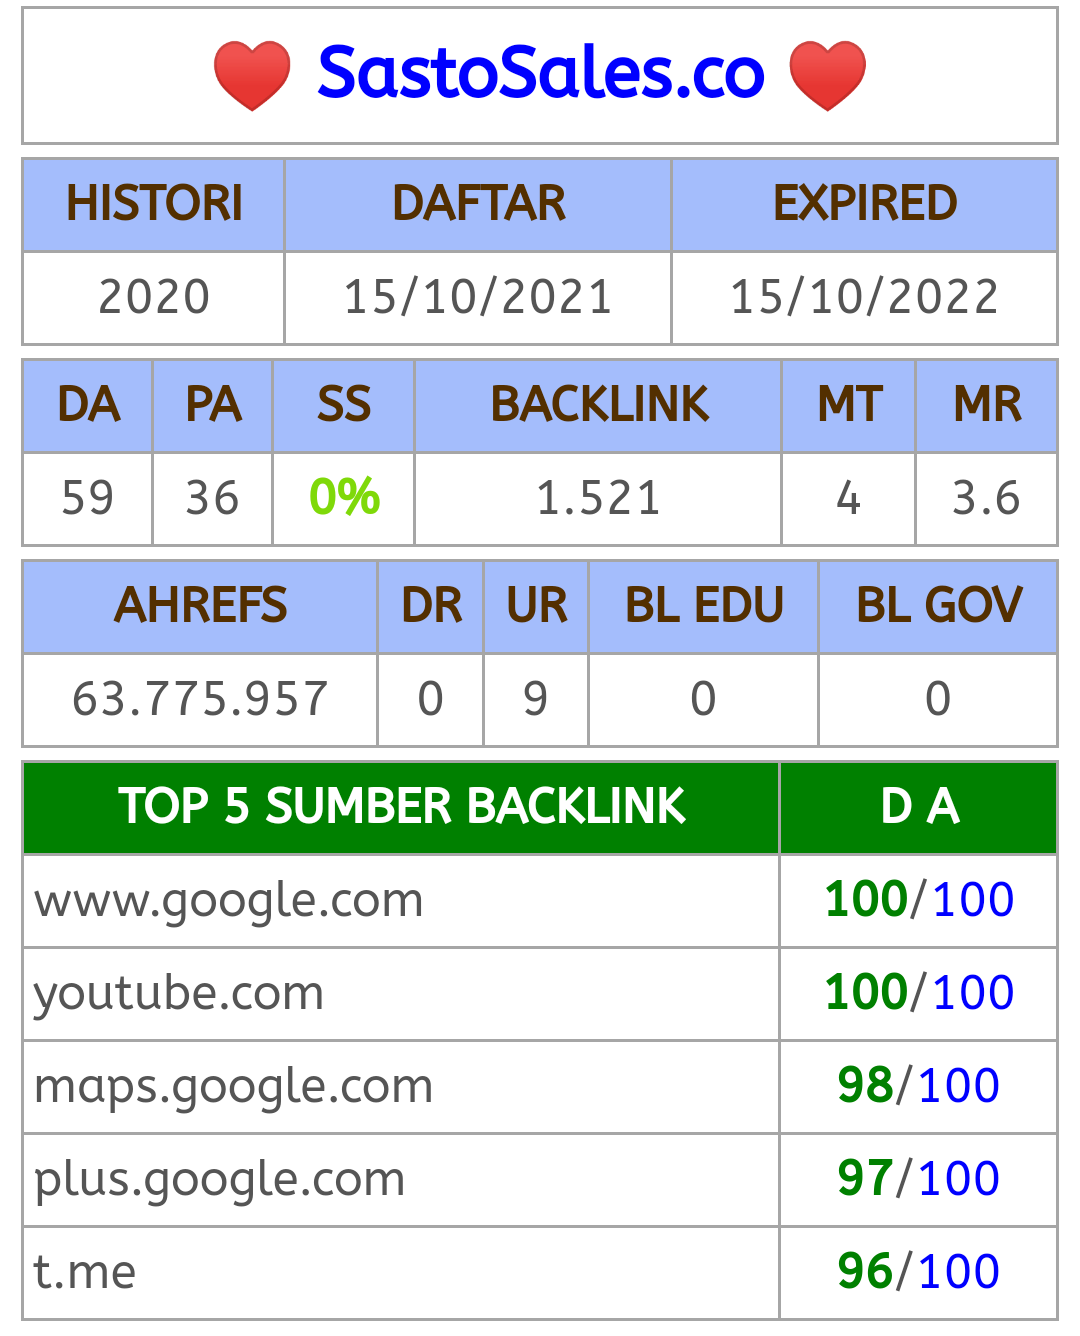 SastoSales.co
HISTORI DAFTAR EXPIRED
2020 15/10/2021 15/10/2022
DA PA SS BACKLINK MT MR
59 36 0% 1.521 4 3.6
AHREFS DR UR BL EDU BL GOV
63.775.957 0 9 0 0
TOP 5 SUMBER BACKLINK D A
www.google.com 100/100
youtube.com 100/100
maps.google.com 98/100
plus.google.com 97/100
t.me 96/100